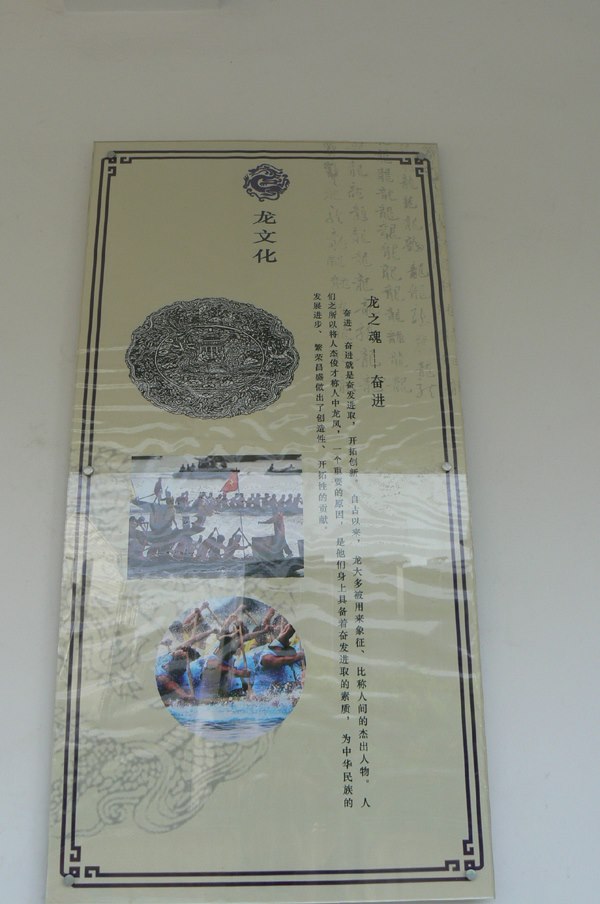 龙文化
龙之魂——奋进
奋进，奋进就是奋发进取，开拓创新。自古以来，龙大多被用来象征、比称人间的杰出人物。人
们之所以将人杰俊才称人中龙凤，一个重要的原因，是他们身上具备着奋发进取的素质，为中华民族的
发展进步、繁荣昌盛做出了创造性、开拓性的贡献。